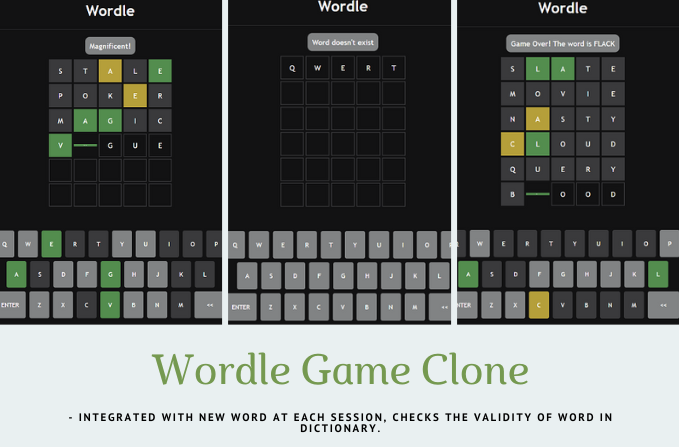 Wordle
Magnificent!
S T A L E
P O K E R
M A G I C
V G U E
Q W E R T Y U I O P
A S D F G H J K L
ENTER Z X C V B N M <<
Wordle
Word doesn't exist
Q W E R T
Q W E R T Y U I O
A S D F G H J K L
ENTER Z X C V B N M <<
Wordle
Game Over! The word is FLACK
S L A T E
M O V I E
N A S T Y
C L O U D
Q U E R Y
B O O D
W E R T Y U I O P
A S D F G H J K L
ENTER Z X C V B N M <<
Wordle Game Clone
- INTEGRATED WITH NEW WORD AT EACH SESSION, CHECKS THE VALIDITY OF WORD IN
DICTIONARY.